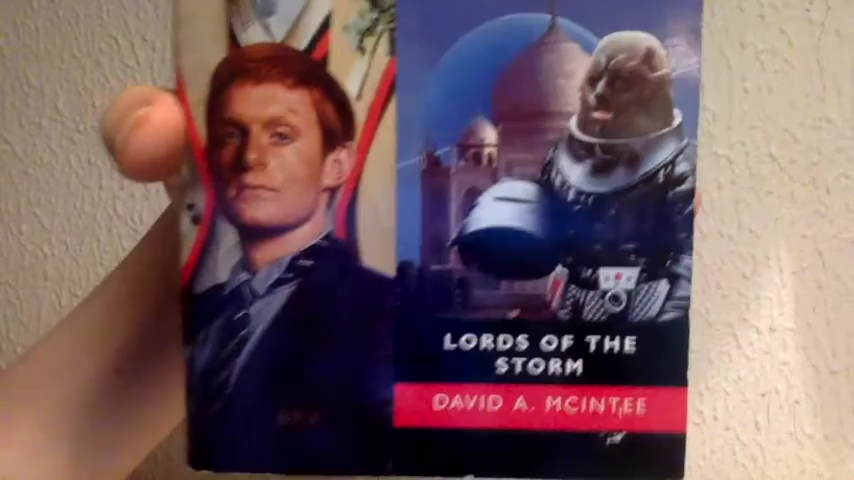 LORDS OF THE
STORM
DAVID A. MCINTEE